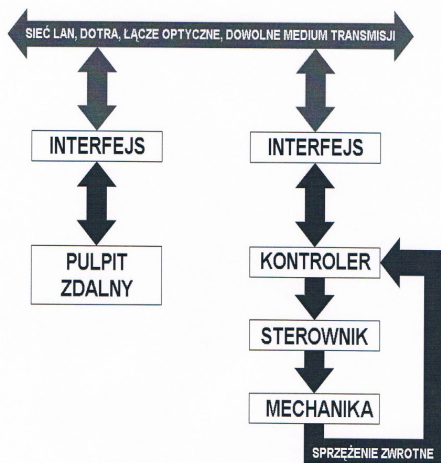 SIEĆ LAN, DOTRA, ŁĄCZE OPTYCZNE, DOWOLNE MEDIUM TRANSMISJI
INTERFEJS
INTERFEJS
PULPIT
ZDALNY
KONTROLER
STEROWNIK
MECHANIKA
SPRZĘŻENIE ZWROTNE